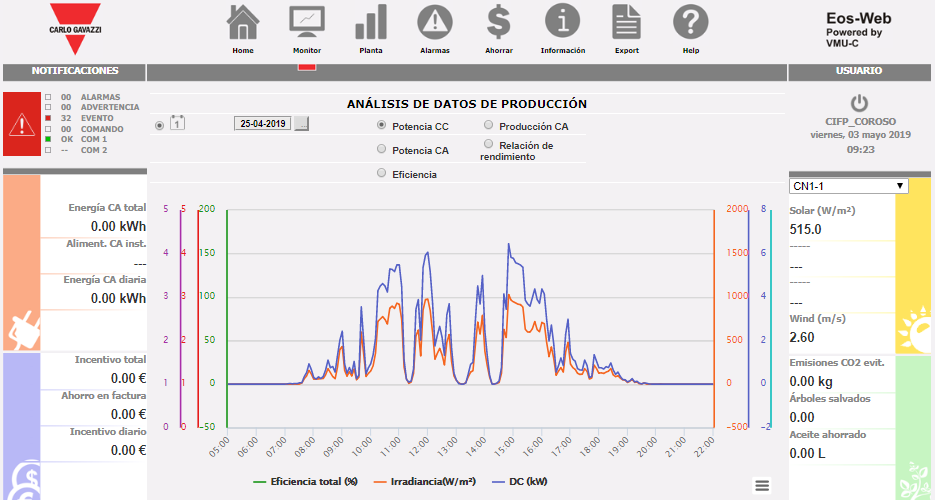 CARLO GAVAZZI
Home
Monitor
Planta
Alarmas
Ahorrar
Información
Export
Help
Eos-Web
Powered by
VMU-C
NOTIFICACIONES
USUARIO
00 ALARMAS
00 ADVERTENCIA
32 EVENTO
00 COMANDO
OK COM 1
-- COM 2
ANÁLISIS DE DATOS DE PRODUCCIÓN
1
25-04-2019
Potencia CC
Producción CA
Potencia CA
Relación de rendimiento
Eficiencia
CIFP_COROSO
viernes, 03 mayo 2019
09:23
Energía CA total
0.00 kWh
Aliment. CA inst.
---
Energía CA diaria
0.00 kWh
Incentivo total
0.00 €
Ahorro en factura
0.00 €
Incentivo diario
0.00 €
5 5 200 2000 8
4 4 150 1500 6
3 3 100 1000 4
2 2 50 500 2
1 1 0 0 0
0 0 -50 -500 -2
05:00 06:00 07:00 08:00 09:00 10:00 11:00 12:00 13:00 14:00 15:00 16:00 17:00 18:00 19:00 20:00 21:00 22:00
Eficiencia total (%) Irradiancia(W/m²) DC (kW)
CN1-1
Solar (W/m²)
515.0
-----
---
-----
---
Wind (m/s)
2.60
Emisiones CO2 evit.
0.00 kg
Árboles salvados
0.00
Aceite ahorrado
0.00 L